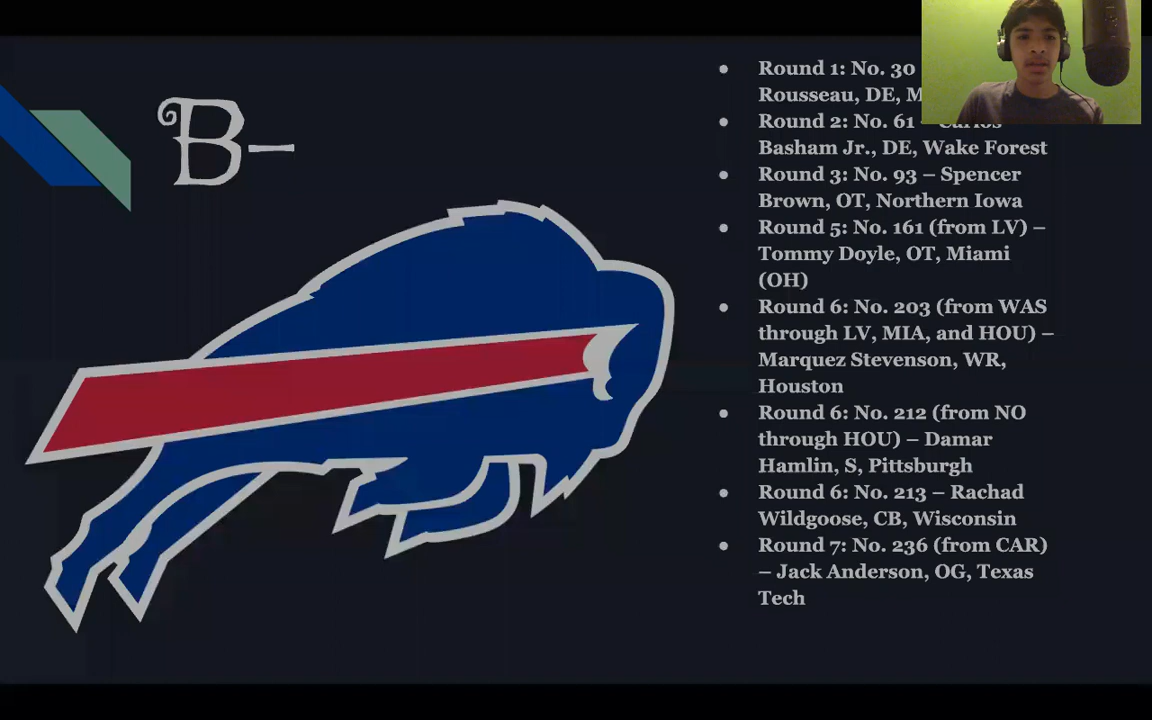 B–
● Round 1: No. 30
Rousseau, DE, M
● Round 2: No. 61 – Carlos
Basham Jr., DE, Wake Forest
● Round 3: No. 93 – Spencer
Brown, OT, Northern Iowa
● Round 5: No. 161 (from LV) –
Tommy Doyle, OT, Miami
(OH)
● Round 6: No. 203 (from WAS
through LV, MIA, and HOU) –
Marquez Stevenson, WR,
Houston
● Round 6: No. 212 (from NO
through HOU) – Damar
Hamlin, S, Pittsburgh
● Round 6: No. 213 – Rachad
Wildgoose, CB, Wisconsin
● Round 7: No. 236 (from CAR)
– Jack Anderson, OG, Texas
Tech